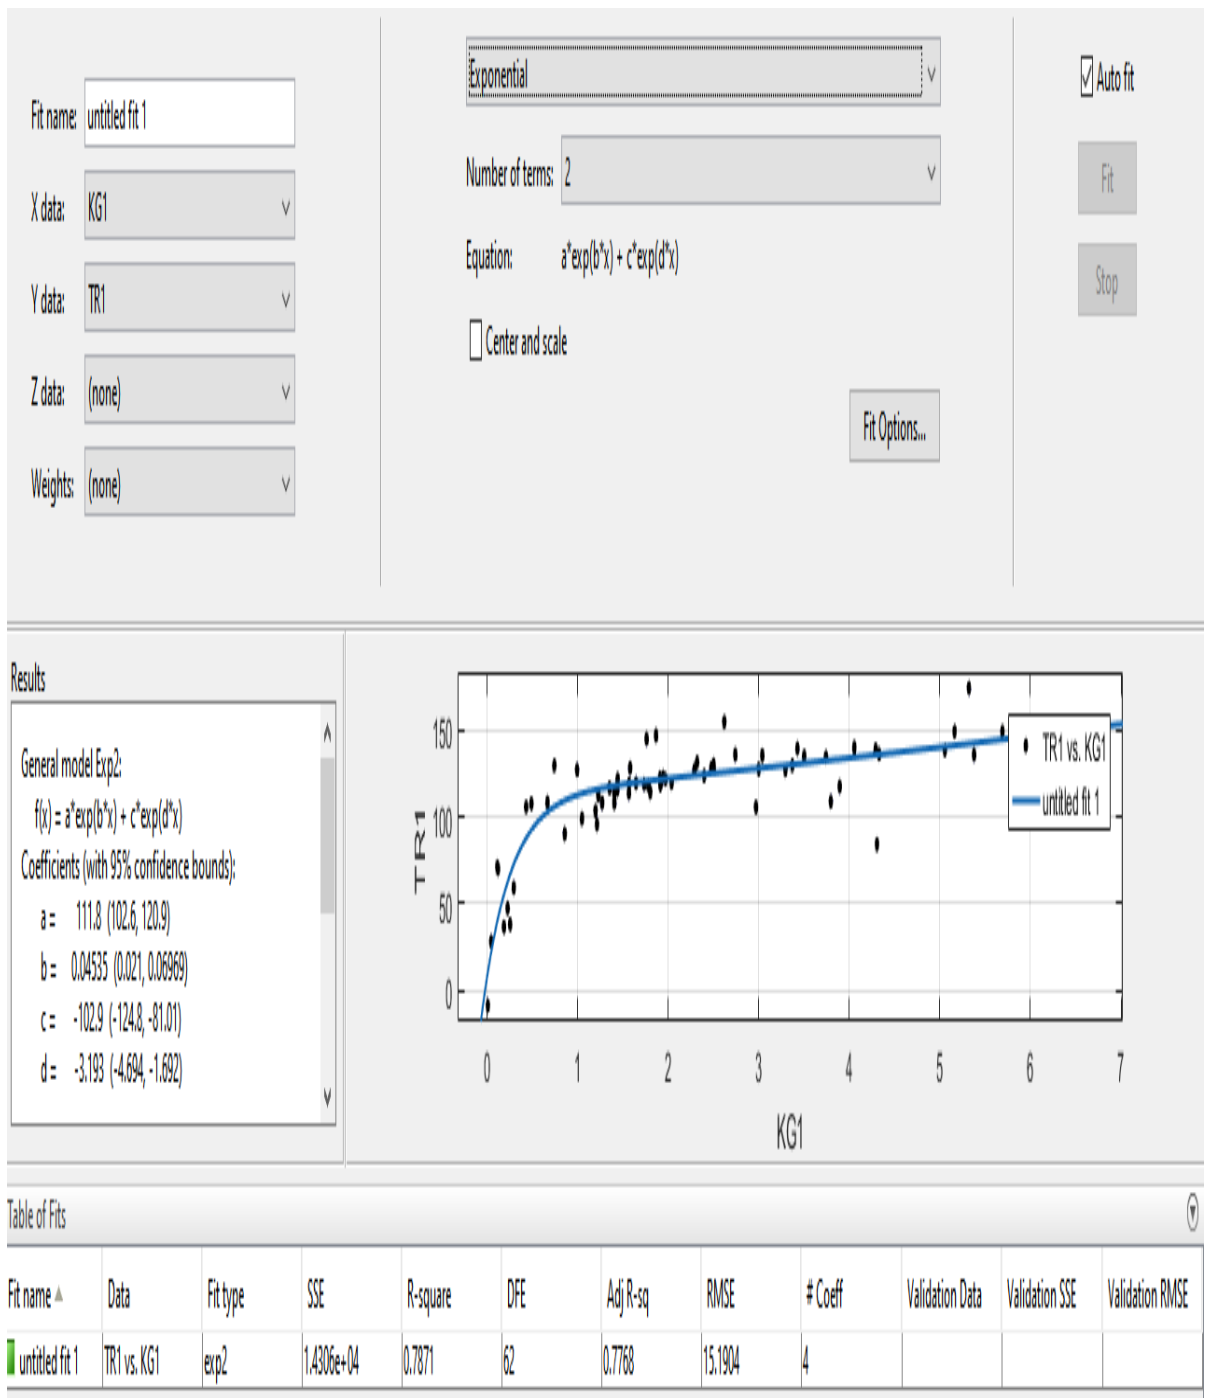 Fit name: untitled fit 1
X data: KG1
Y data: TR1
Z data: (none)
Weights: (none)
Exponential
Number of terms: 2
Equation: a*exp(b*x) + c*exp(d*x)
Center and scale
Fit Options...
Auto fit
Fit
Stop
Results
General model Exp2:
f(x) = a*exp(b*x) + c*exp(d*x)
Coefficients (with 95% confidence bounds):
a = 111.8 (102.6, 120.9)
b = 0.04535 (0.021, 0.06969)
c = -102.9 (-124.8, -81.01)
d = -3.193 (-4.694, -1.692)
150
100
50
0
TR1
TR1 vs. KG1
untitled fit 1
0 1 2 3 4 5 6 7
KG1
Table of Fits
Fit name Data Fit type SSE R-square DFE Adj R-sq RMSE # Coeff Validation Data Validation SSE Validation RMSE
untitled fit 1 TR1 vs. KG1 exp2 1.4306e+04 0.7871 62 0.7768 15.1904 4